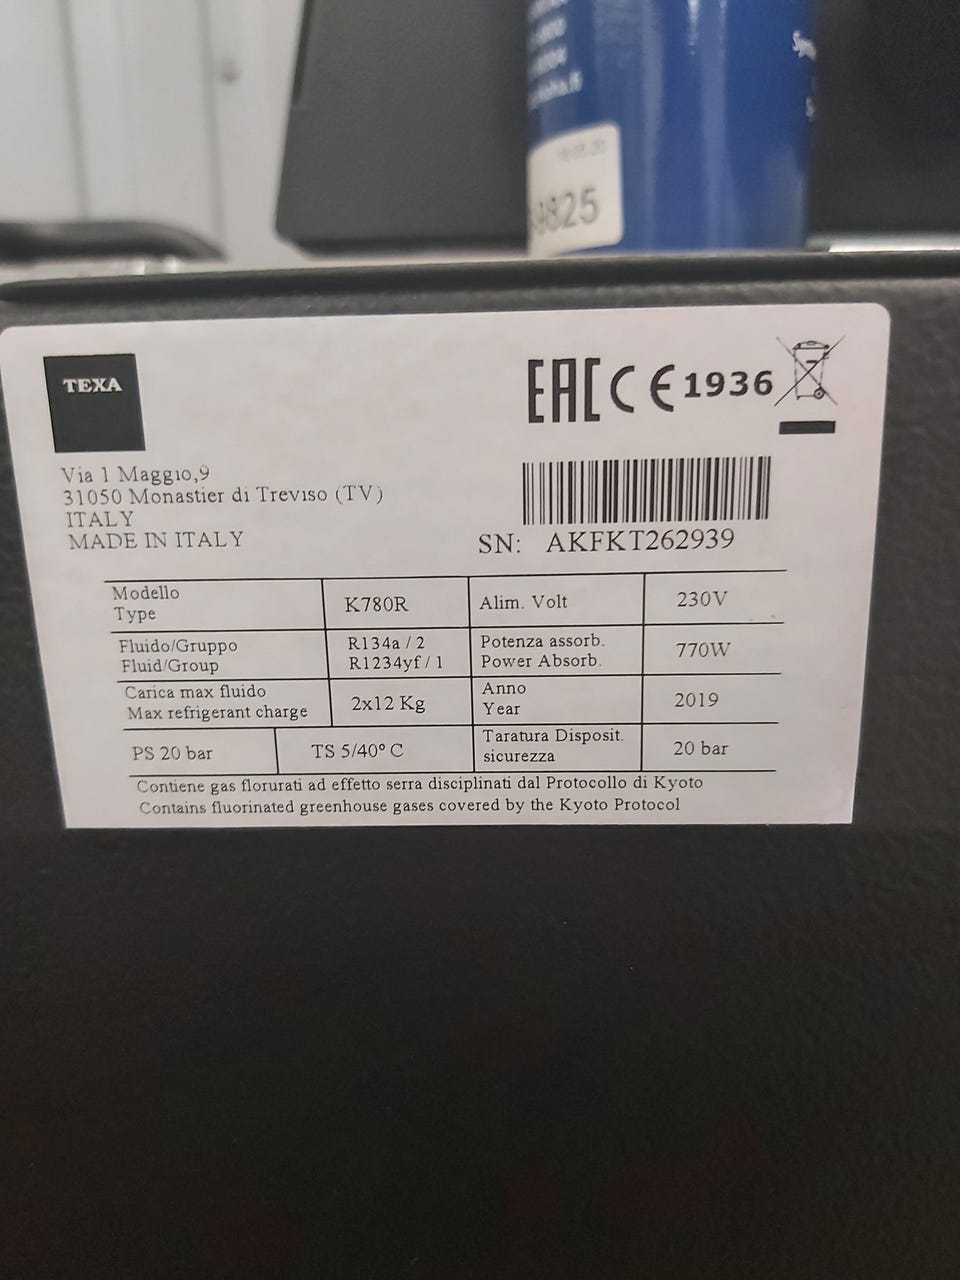 9825
TEXA
EAC CE 1936
Via 1 Maggio,9
31050 Monastier di Treviso (TV)
ITALY
MADE IN ITALY
SN: AKFKT262939
Modello
Type
K780R
Alim. Volt
230V
Fluido/Gruppo
Fluid/Group
R134a / 2
R1234yf / 1
Potenza assorb.
Power Absorb.
770W
Carica max fluido
Max refrigerant charge
2x12 Kg
Anno
Year
2019
PS 20 bar
TS 5/40° C
Taratura Disposit.
sicurezza
20 bar
Contiene gas florurati ad effetto serra disciplinati dal Protocollo di Kyoto
Contains fluorinated greenhouse gases covered by the Kyoto Protocol